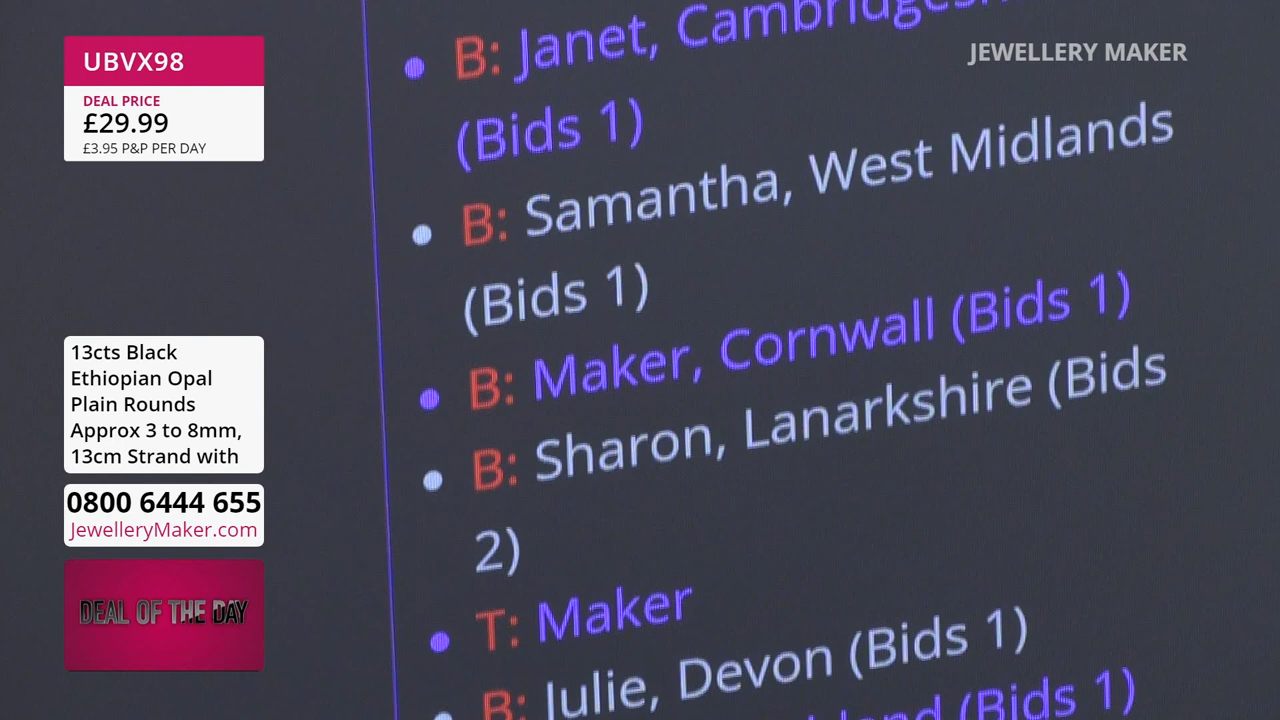 UBVX98
DEAL PRICE
£29.99
£3.95 P&P PER DAY
13cts Black
Ethiopian Opal
Plain Rounds
Approx 3 to 8mm,
13cm Strand with
0800 6444 655
JewelleryMaker.com
DEAL OF THE DAY
JEWELLERY MAKER
B: Janet,
(Bids 1)
B: Samantha, West Midlands
(Bids 1)
B: Maker, Cornwall (Bids 1)
B: Sharon, Lanarkshire (Bids
2)
T: Maker
B: Julie, Devon (Bids 1)
(Bids 1)